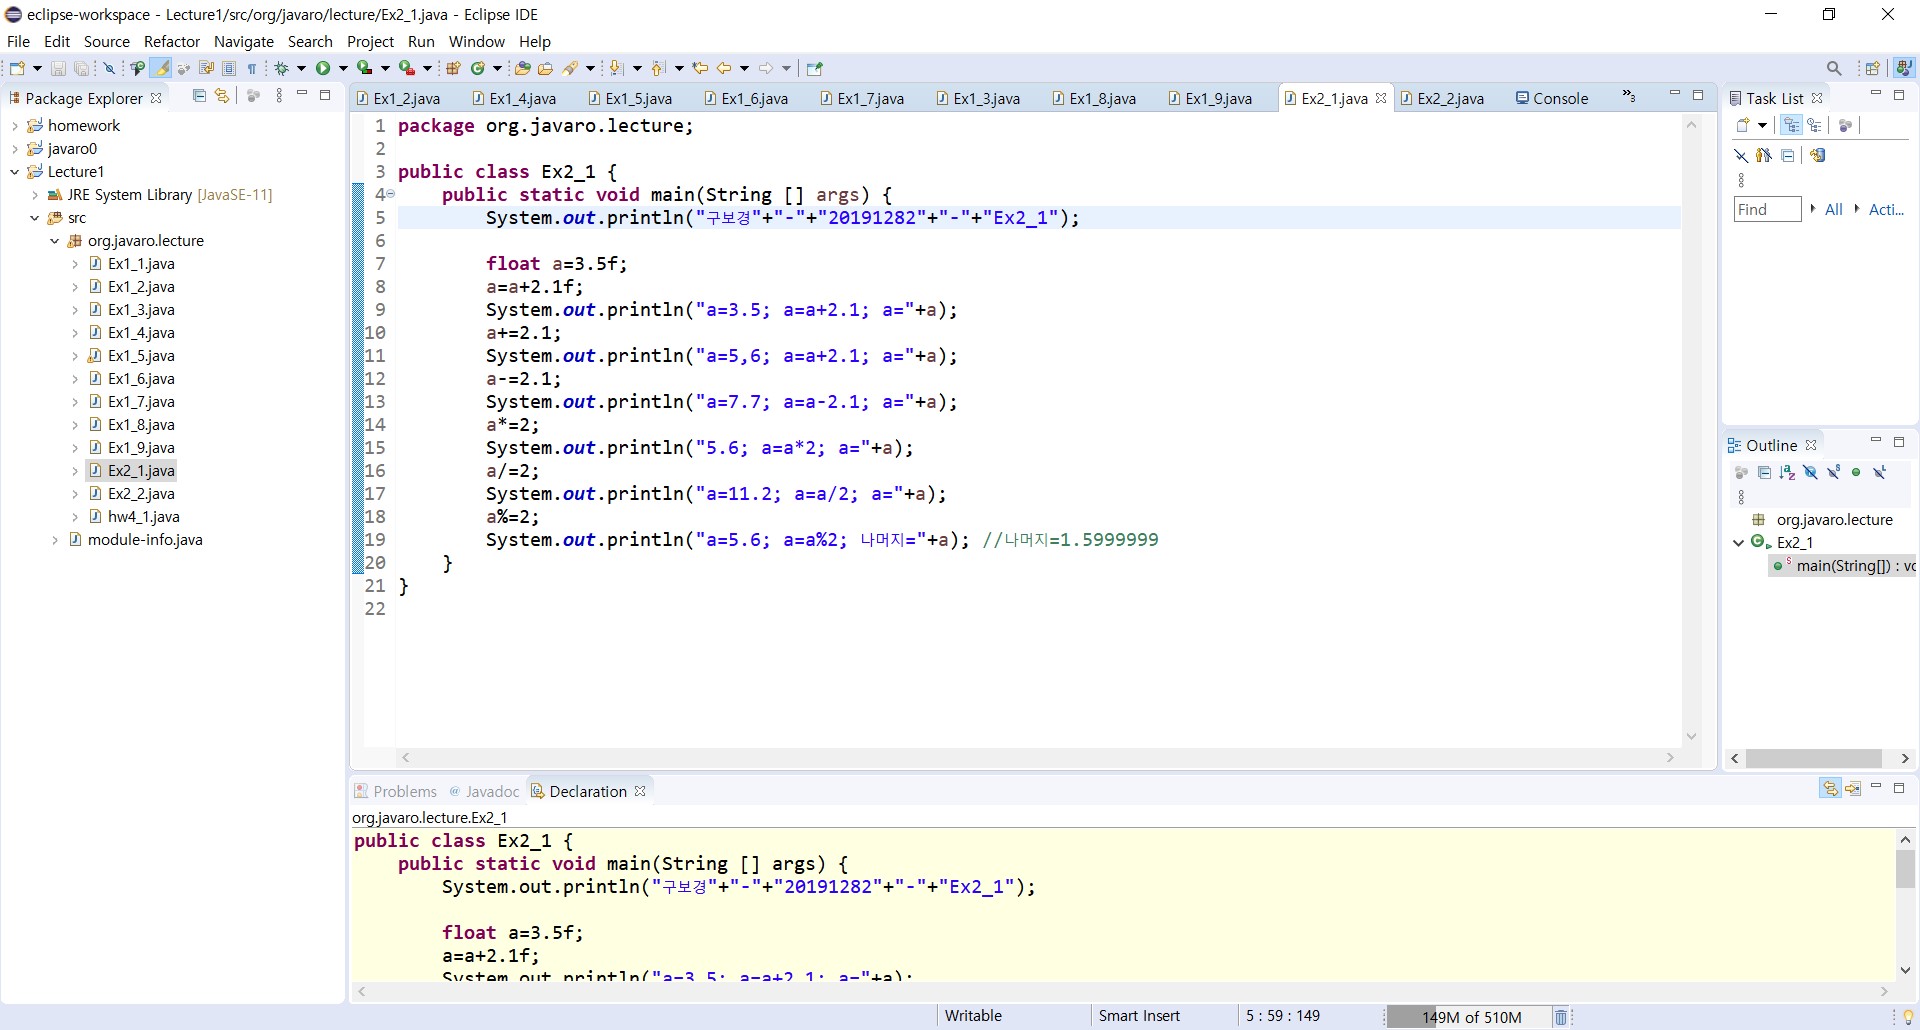 eclipse-workspace - Lecture1/src/org/javaro/lecture/Ex2_1.java - Eclipse IDE
File Edit Source Refactor Navigate Search Project Run Window Help
Package Explorer
homework
javaro0
Lecture1
JRE System Library [JavaSE-11]
src
org.javaro.lecture
Ex1_1.java
Ex1_2.java
Ex1_3.java
Ex1_4.java
Ex1_5.java
Ex1_6.java
Ex1_7.java
Ex1_8.java
Ex1_9.java
Ex2_1.java
Ex2_2.java
hw4_1.java
module-info.java
Ex1_2.java Ex1_4.java Ex1_5.java Ex1_6.java Ex1_7.java Ex1_3.java Ex1_8.java Ex1_9.java Ex2_1.java Ex2_2.java Console »3
1 package org.javaro.lecture;
2
3 public class Ex2_1 {
4 public static void main(String [] args) {
5 System.out.println("구보경"+"-"+"20191282"+"-"+"Ex2_1");
6
7 float a=3.5f;
8 a=a+2.1f;
9 System.out.println("a=3.5; a=a+2.1; a="+a);
10 a+=2.1;
11 System.out.println("a=5,6; a=a+2.1; a="+a);
12 a-=2.1;
13 System.out.println("a=7.7; a=a-2.1; a="+a);
14 a*=2;
15 System.out.println("5.6; a=a*2; a="+a);
16 a/=2;
17 System.out.println("a=11.2; a=a/2; a="+a);
18 a%=2;
19 System.out.println("a=5.6; a=a%2; 나머지="+a); //나머지=1.5999999
20 }
21 }
22
Task List
Find All Acti...
Outline
org.javaro.lecture
Ex2_1
main(String[]) : vo
Problems @ Javadoc Declaration
org.javaro.lecture.Ex2_1
public class Ex2_1 {
public static void main(String [] args) {
System.out.println("구보경"+"-"+"20191282"+"-"+"Ex2_1");
float a=3.5f;
a=a+2.1f;
System.out.println("a=3.5; a=a+2.1; a="+a);
Writable Smart Insert 5 : 59 : 149 149M of 510M